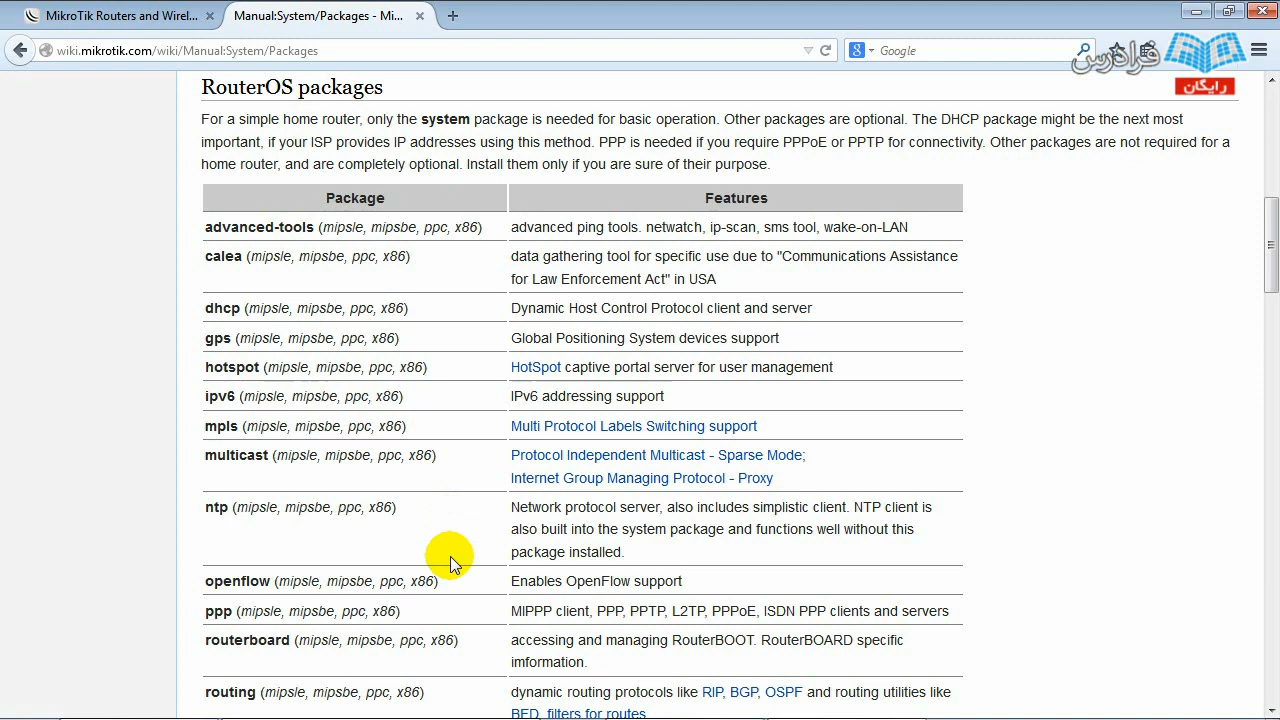 MikroTik Routers and Wirel...
Manual:System/Packages - Mi...
wiki.mikrotik.com/wiki/Manual:System/Packages
Google
فرادرس
رایگان
RouterOS packages
For a simple home router, only the system package is needed for basic operation. Other packages are optional. The DHCP package might be the next most
important, if your ISP provides IP addresses using this method. PPP is needed if you require PPPoE or PPTP for connectivity. Other packages are not required for a
home router, and are completely optional. Install them only if you are sure of their purpose.
Package Features
advanced-tools (mipsle, mipsbe, ppc, x86) advanced ping tools. netwatch, ip-scan, sms tool, wake-on-LAN
calea (mipsle, mipsbe, ppc, x86) data gathering tool for specific use due to "Communications Assistance
for Law Enforcement Act" in USA
dhcp (mipsle, mipsbe, ppc, x86) Dynamic Host Control Protocol client and server
gps (mipsle, mipsbe, ppc, x86) Global Positioning System devices support
hotspot (mipsle, mipsbe, ppc, x86) HotSpot captive portal server for user management
ipv6 (mipsle, mipsbe, ppc, x86) IPv6 addressing support
mpls (mipsle, mipsbe, ppc, x86) Multi Protocol Labels Switching support
multicast (mipsle, mipsbe, ppc, x86) Protocol Independent Multicast - Sparse Mode;
Internet Group Managing Protocol - Proxy
ntp (mipsle, mipsbe, ppc, x86) Network protocol server, also includes simplistic client. NTP client is
also built into the system package and functions well without this
package installed.
openflow (mipsle, mipsbe, ppc, x86) Enables OpenFlow support
ppp (mipsle, mipsbe, ppc, x86) MlPPP client, PPP, PPTP, L2TP, PPPoE, ISDN PPP clients and servers
routerboard (mipsle, mipsbe, ppc, x86) accessing and managing RouterBOOT. RouterBOARD specific
imformation.
routing (mipsle, mipsbe, ppc, x86) dynamic routing protocols like RIP, BGP, OSPF and routing utilities like
BFD, filters for routes